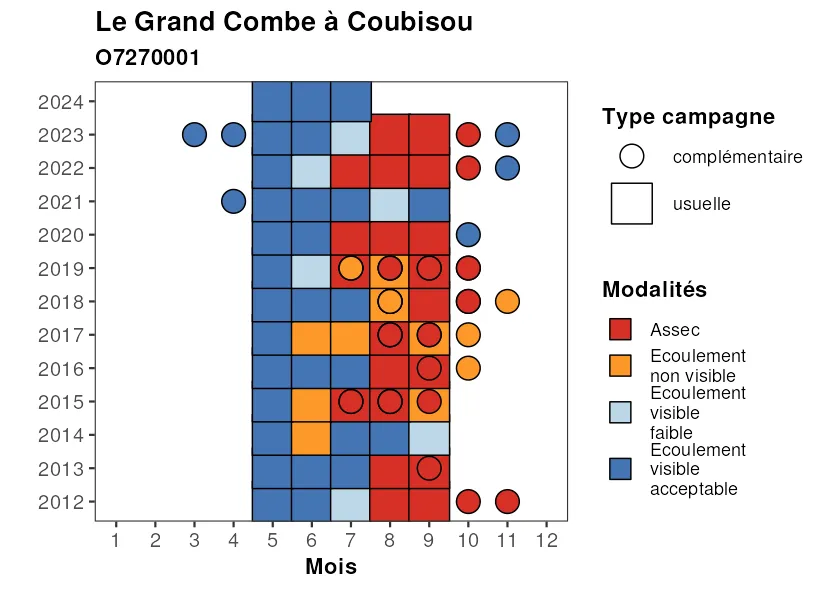 Le Grand Combe à Coubisou
O7270001
2024
2023
2022
2021
2020
2019
2018
2017
2016
2015
2014
2013
2012
1 2 3 4 5 6 7 8 9 10 11 12
Mois
Type campagne
complémentaire
usuelle
Modalités
Assec
Ecoulement
non visible
Ecoulement
visible
faible
Ecoulement
visible
acceptable